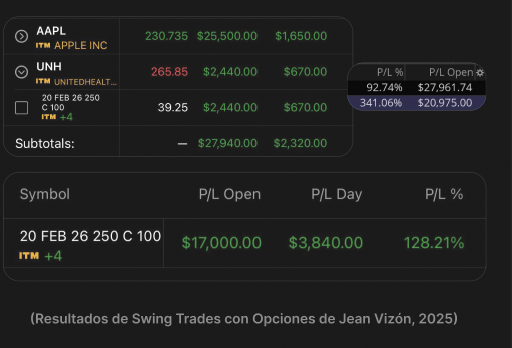 AAPL 230.735 $25,500.00 $1,650.00
ITM APPLE INC
UNH 265.85 $2,440.00 $670.00
ITM UNITEDHEALT...
20 FEB 26 250
C 100 39.25 $2,440.00 $670.00
ITM +4
Subtotals: — $27,940.00 $2,320.00
P/L % P/L Open
92.74% $27,961.74
341.06% $20,975.00
Symbol P/L Open P/L Day P/L %
20 FEB 26 250 C 100 $17,000.00 $3,840.00 128.21%
ITM +4
(Resultados de Swing Trades con Opciones de Jean Vizón, 2025)